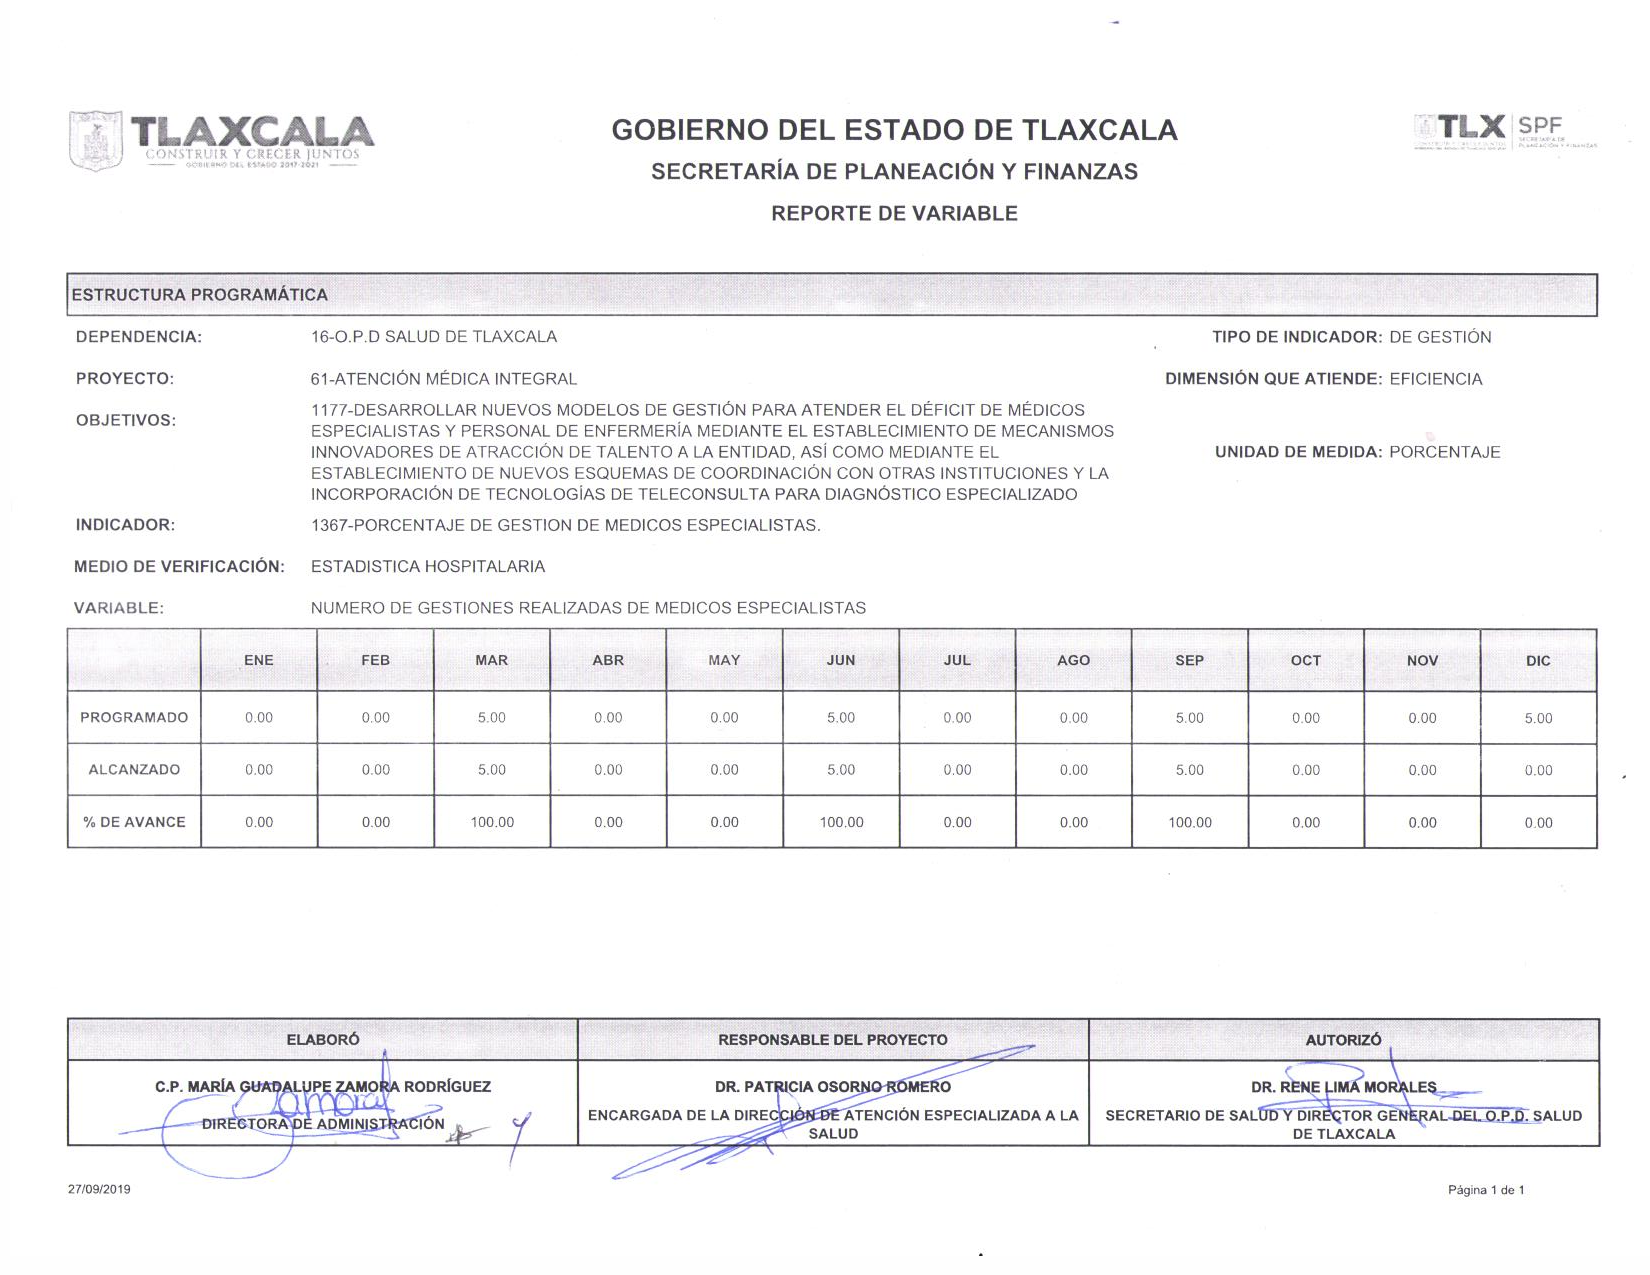 TLAXCALA
CONSTRUIR Y CRECER JUNTOS
GOBIERNO DEL ESTADO 2017-2021
GOBIERNO DEL ESTADO DE TLAXCALA
SECRETARÍA DE PLANEACIÓN Y FINANZAS
REPORTE DE VARIABLE
TLX SPF
SECRETARÍA DE
PLANEACIÓN Y FINANZAS
ESTRUCTURA PROGRAMÁTICA
DEPENDENCIA: 16-O.P.D SALUD DE TLAXCALA TIPO DE INDICADOR: DE GESTIÓN
PROYECTO: 61-ATENCIÓN MÉDICA INTEGRAL DIMENSIÓN QUE ATIENDE: EFICIENCIA
OBJETIVOS: 1177-DESARROLLAR NUEVOS MODELOS DE GESTIÓN PARA ATENDER EL DÉFICIT DE MÉDICOS
ESPECIALISTAS Y PERSONAL DE ENFERMERÍA MEDIANTE EL ESTABLECIMIENTO DE MECANISMOS
INNOVADORES DE ATRACCIÓN DE TALENTO A LA ENTIDAD, ASÍ COMO MEDIANTE EL UNIDAD DE MEDIDA: PORCENTAJE
ESTABLECIMIENTO DE NUEVOS ESQUEMAS DE COORDINACIÓN CON OTRAS INSTITUCIONES Y LA
INCORPORACIÓN DE TECNOLOGÍAS DE TELECONSULTA PARA DIAGNÓSTICO ESPECIALIZADO
INDICADOR: 1367-PORCENTAJE DE GESTION DE MEDICOS ESPECIALISTAS.
MEDIO DE VERIFICACIÓN: ESTADISTICA HOSPITALARIA
VARIABLE: NUMERO DE GESTIONES REALIZADAS DE MEDICOS ESPECIALISTAS
ENE FEB MAR ABR MAY JUN JUL AGO SEP OCT NOV DIC
PROGRAMADO 0.00 0.00 5.00 0.00 0.00 5.00 0.00 0.00 5.00 0.00 0.00 5.00
ALCANZADO 0.00 0.00 5.00 0.00 0.00 5.00 0.00 0.00 5.00 0.00 0.00 0.00
% DE AVANCE 0.00 0.00 100.00 0.00 0.00 100.00 0.00 0.00 100.00 0.00 0.00 0.00
ELABORÓ RESPONSABLE DEL PROYECTO AUTORIZÓ
C.P. MARÍA GUADALUPE ZAMORA RODRÍGUEZ DR. PATRICIA OSORNO ROMERO DR. RENE LIMA MORALES
DIRECTORA DE ADMINISTRACIÓN ENCARGADA DE LA DIRECCIÓN DE ATENCIÓN ESPECIALIZADA A LA SECRETARIO DE SALUD Y DIRECTOR GENERAL DEL O.P.D. SALUD
SALUD DE TLAXCALA
27/09/2019 Página 1 de 1